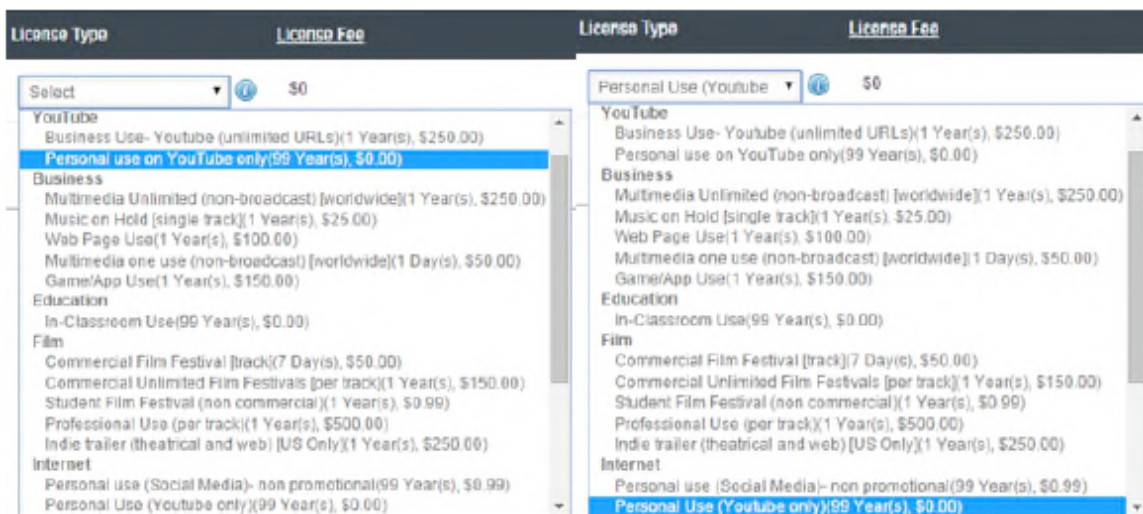 License Type License Fee
Select $0
YouTube
Business Use- Youtube (unlimited URLs)(1 Year(s), $250.00)
Personal use on YouTube only(99 Year(s), $0.00)
Business
Multimedia Unlimited (non-broadcast) [worldwide](1 Year(s), $250.00)
Music on Hold [single track](1 Year(s), $25.00)
Web Page Use(1 Year(s), $100.00)
Multimedia one use (non-broadcast) [worldwide](1 Day(s), $50.00)
Game/App Use(1 Year(s), $150.00)
Education
In-Classroom Use(99 Year(s), $0.00)
Film
Commercial Film Festival [track](7 Day(s), $50.00)
Commercial Unlimited Film Festivals [per track](1 Year(s), $150.00)
Student Film Festival (non commercial)(1 Year(s), $0.99)
Professional Use (per track)(1 Year(s), $500.00)
Indie trailer (theatrical and web) [US Only](1 Year(s), $250.00)
Internet
Personal use (Social Media)- non promotional(99 Year(s), $0.99)
Personal Use (Youtube only)(99 Year(s), $0.00)
License Type License Fee
Personal Use (Youtube $0
YouTube
Business Use- Youtube (unlimited URLs)(1 Year(s), $250.00)
Personal use on YouTube only(99 Year(s), $0.00)
Business
Multimedia Unlimited (non-broadcast) [worldwide](1 Year(s), $250.00)
Music on Hold [single track](1 Year(s), $25.00)
Web Page Use(1 Year(s), $100.00)
Multimedia one use (non-broadcast) [worldwide](1 Day(s), $50.00)
Game/App Use(1 Year(s), $150.00)
Education
In-Classroom Use(99 Year(s), $0.00)
Film
Commercial Film Festival [track](7 Day(s), $50.00)
Commercial Unlimited Film Festivals [per track](1 Year(s), $150.00)
Student Film Festival (non commercial)(1 Year(s), $0.99)
Professional Use (per track)(1 Year(s), $500.00)
Indie trailer (theatrical and web) [US Only](1 Year(s), $250.00)
Internet
Personal use (Social Media)- non promotional(99 Year(s), $0.99)
Personal Use (Youtube only)(99 Year(s), $0.00)